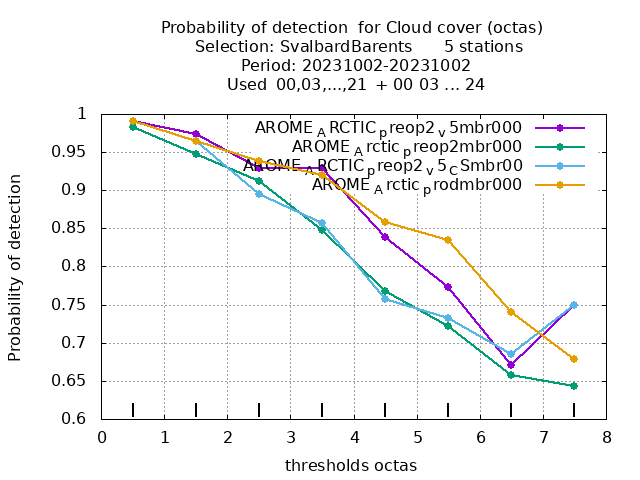 Probability of detection  for Cloud cover (octas)
Selection: SvalbardBarents      5 stations
Period: 20231002-20231002
Used  00,03,...,21  + 00 03 ... 24
AROME_ARCTIC_preop2_v5mbr000
AROME_Arctic_preop2mbr000
AROME_ARCTIC_preop2_v5_CSmbr00
AROME_Arctic_prodmbr000
Probability of detection
1
0.95
0.9
0.85
0.8
0.75
0.7
0.65
0.6
0 1 2 3 4 5 6 7 8
thresholds octas